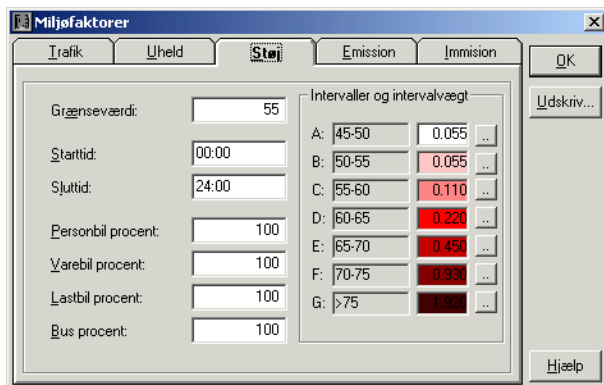 Miljøfaktorer
Trafik
Uheld
Støj
Emission
Immision
OK
Udskriv...
Hjælp
Grænseværdi: 55
Starttid: 00:00
Sluttid: 24:00
Personbil procent: 100
Varebil procent: 100
Lastbil procent: 100
Bus procent: 100
Intervaller og intervalvægt
A: 45-50 0.055 ..
B: 50-55 0.055 ..
C: 55-60 0.110 ..
D: 60-65 0.220 ..
E: 65-70 0.450 ..
F: 70-75 0.930 ..
G: >75 1.920 ..